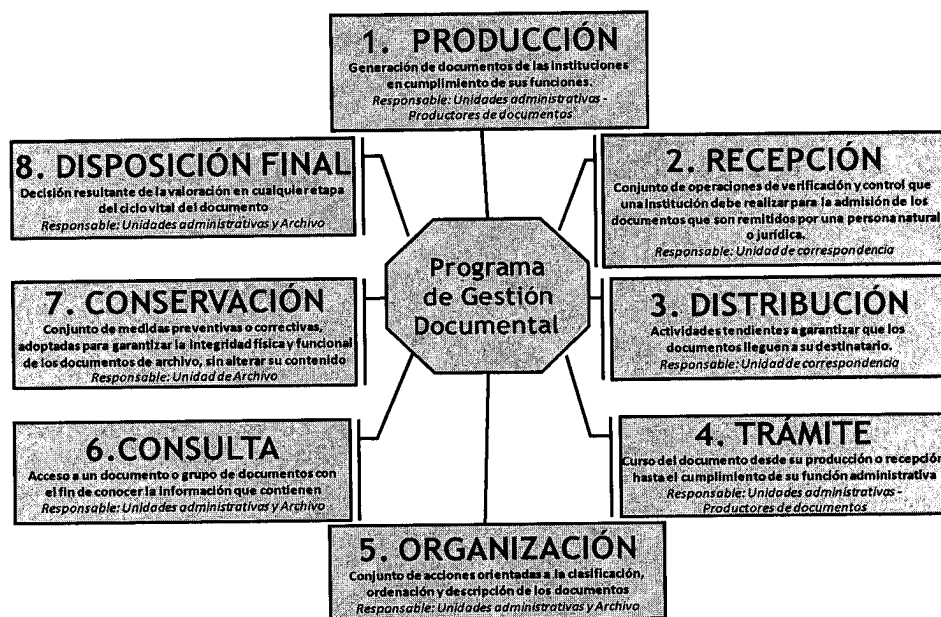 1. PRODUCCIÓN
Generación de documentos de las instituciones
en cumplimiento de sus funciones.
Responsable: Unidades administrativas -
Productores de documentos
2. RECEPCIÓN
Conjunto de operaciones de verificación y control que
una institución debe realizar para la admisión de los
documentos que son remitidos por una persona natural
o jurídica.
Responsable: Unidad de correspondencia
3. DISTRIBUCIÓN
Actividades tendientes a garantizar que los
documentos lleguen a su destinatario.
Responsable: Unidad de correspondencia
4. TRÁMITE
Curso del documento desde su producción o recepción
hasta el cumplimiento de su función administrativa
Responsable: Unidades administrativas -
Productores de documentos
5. ORGANIZACIÓN
Conjunto de acciones orientadas a la clasificación,
ordenación y descripción de los documentos
Responsable: Unidades administrativas y Archivo
6.CONSULTA
Acceso a un documento o grupo de documentos con
el fin de conocer la información que contienen
Responsable: Unidades administrativas y Archivo
7. CONSERVACIÓN
Conjunto de medidas preventivas o correctivas,
adoptadas para garantizar la integridad física y funcional
de los documentos de archivo, sin alterar su contenido
Responsable: Unidad de Archivo
8. DISPOSICIÓN FINAL
Decisión resultante de la valoración en cualquier etapa
del ciclo vital del documento
Responsable: Unidades administrativas y Archivo
Programa
de Gestión
Documental